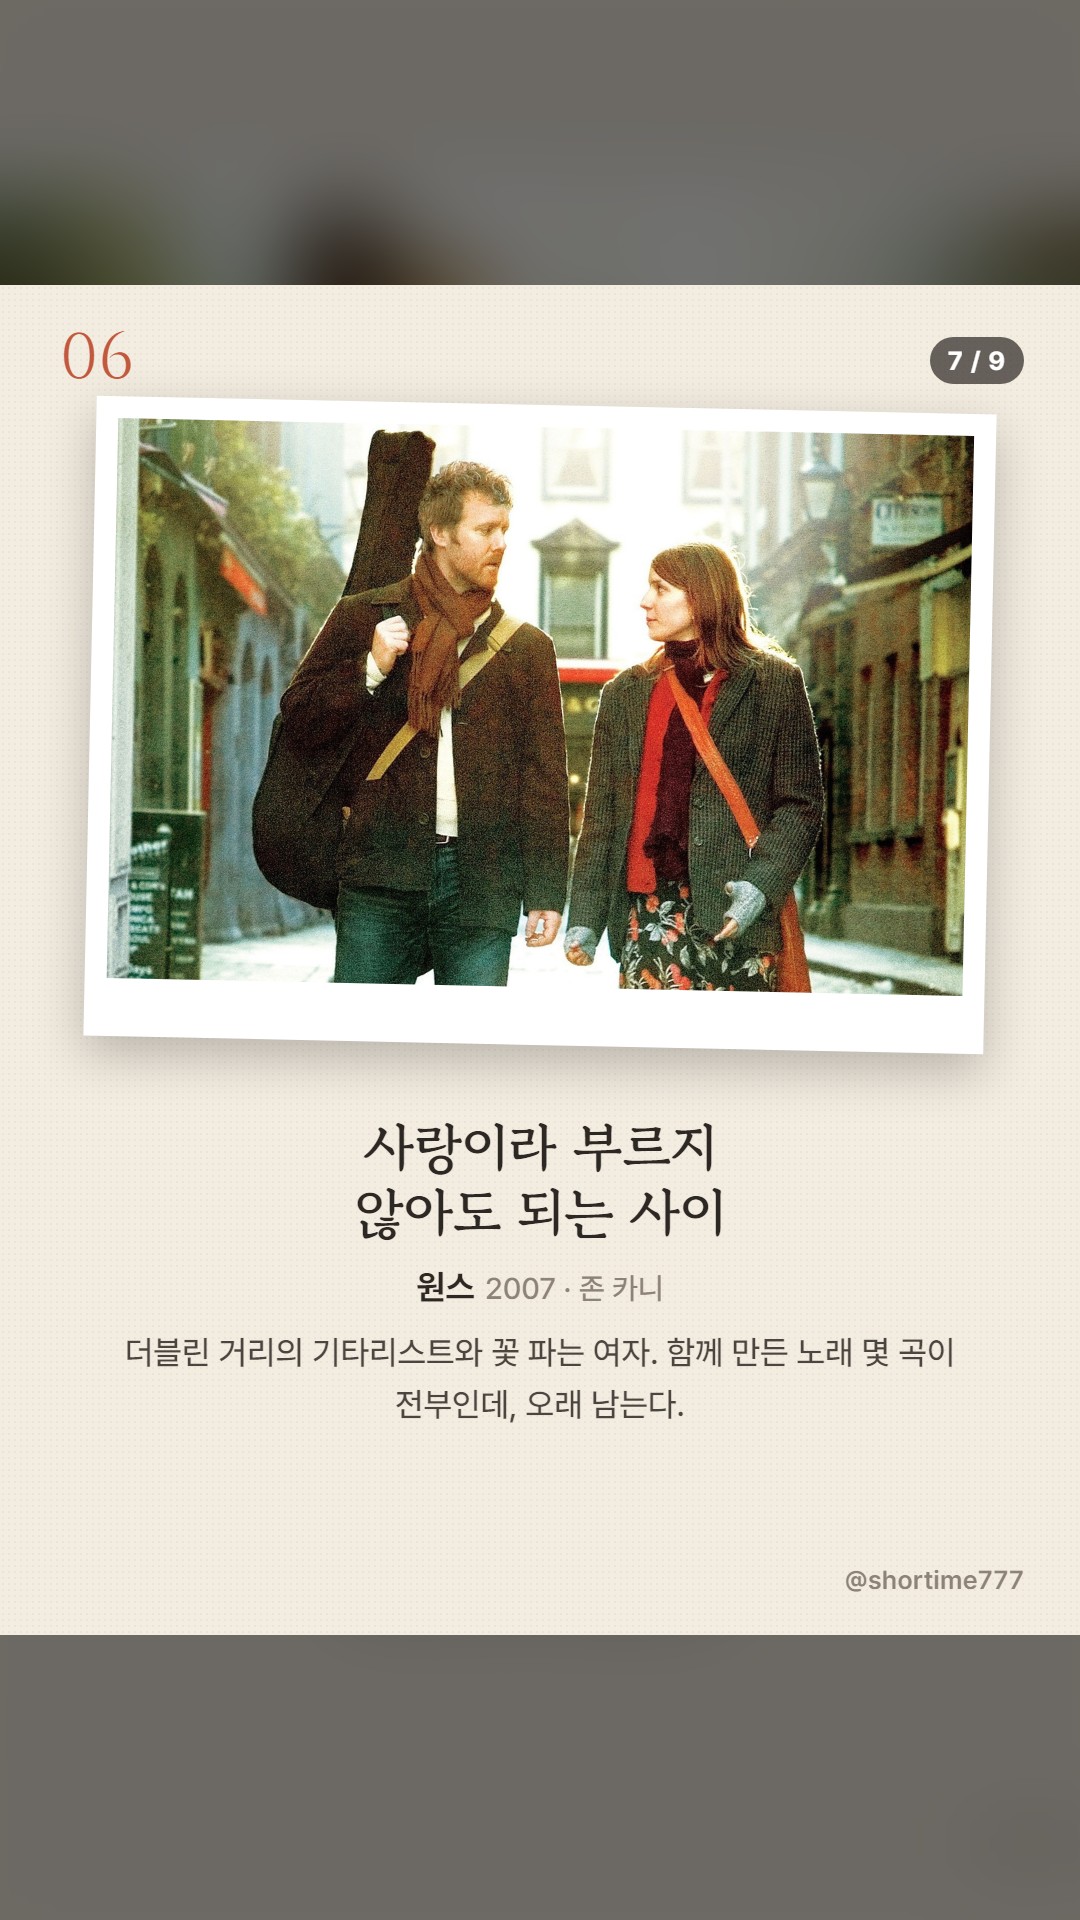 06
7 / 9
사랑이라 부르지
않아도 되는 사이
원스 2007 · 존 카니
더블린 거리의 기타리스트와 꽃 파는 여자. 함께 만든 노래 몇 곡이
전부인데, 오래 남는다.
@shortime777